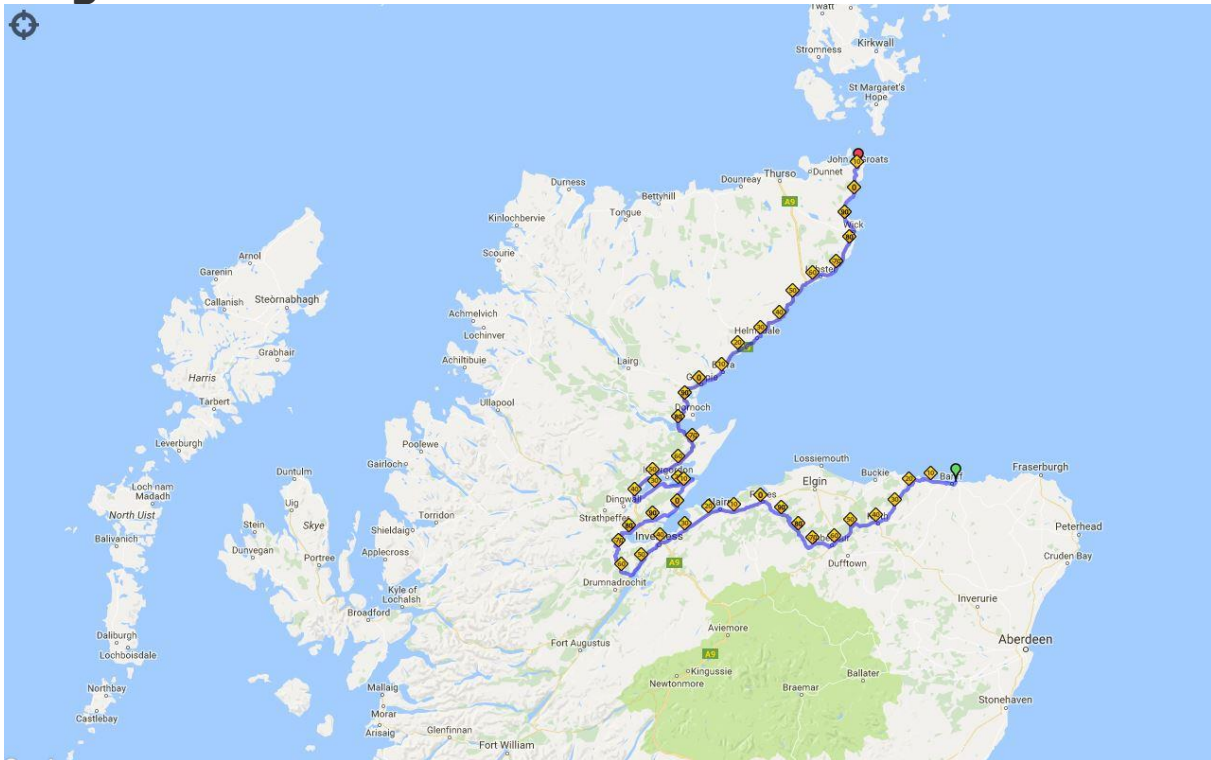 Twatt
Stromness
Kirkwall
St Margaret's
Hope
Dounreay
Thurso
Dunnet
Durness
Bettyhill
Tongue
A9
Kinlochbervie
Wick
Scourie
Arnol
Garenin
Callanish
Steòrnabhagh
Achmelvich
Lochinver
Grabhair
Achiltibuie
Lairg
Harris
Tarbert
Ullapool
Leverburgh
Poolewe
Gairloch
Lossiemouth
Buckie
Fraserburgh
Duntulm
Elgin
Loch nam
Madadh
Uig
Dingwall
North Uist
Stein
Skye
Shieldaig
Torridon
Strathpeffer
Peterhead
Balivanich
Dunvegan
Portree
Applecross
Cruden Bay
Dufftown
A9
Drumnadrochit
Kyle of
Lochalsh
Inverurie
Broadford
Aviemore
Daliburgh
Lochboisdale
Fort Augustus
Aberdeen
A9
Kingussie
Newtonmore
Ballater
Braemar
Northbay
Castlebay
Mallaig
Morar
Arisaig
Stonehaven
Glenfinnan
Fort William